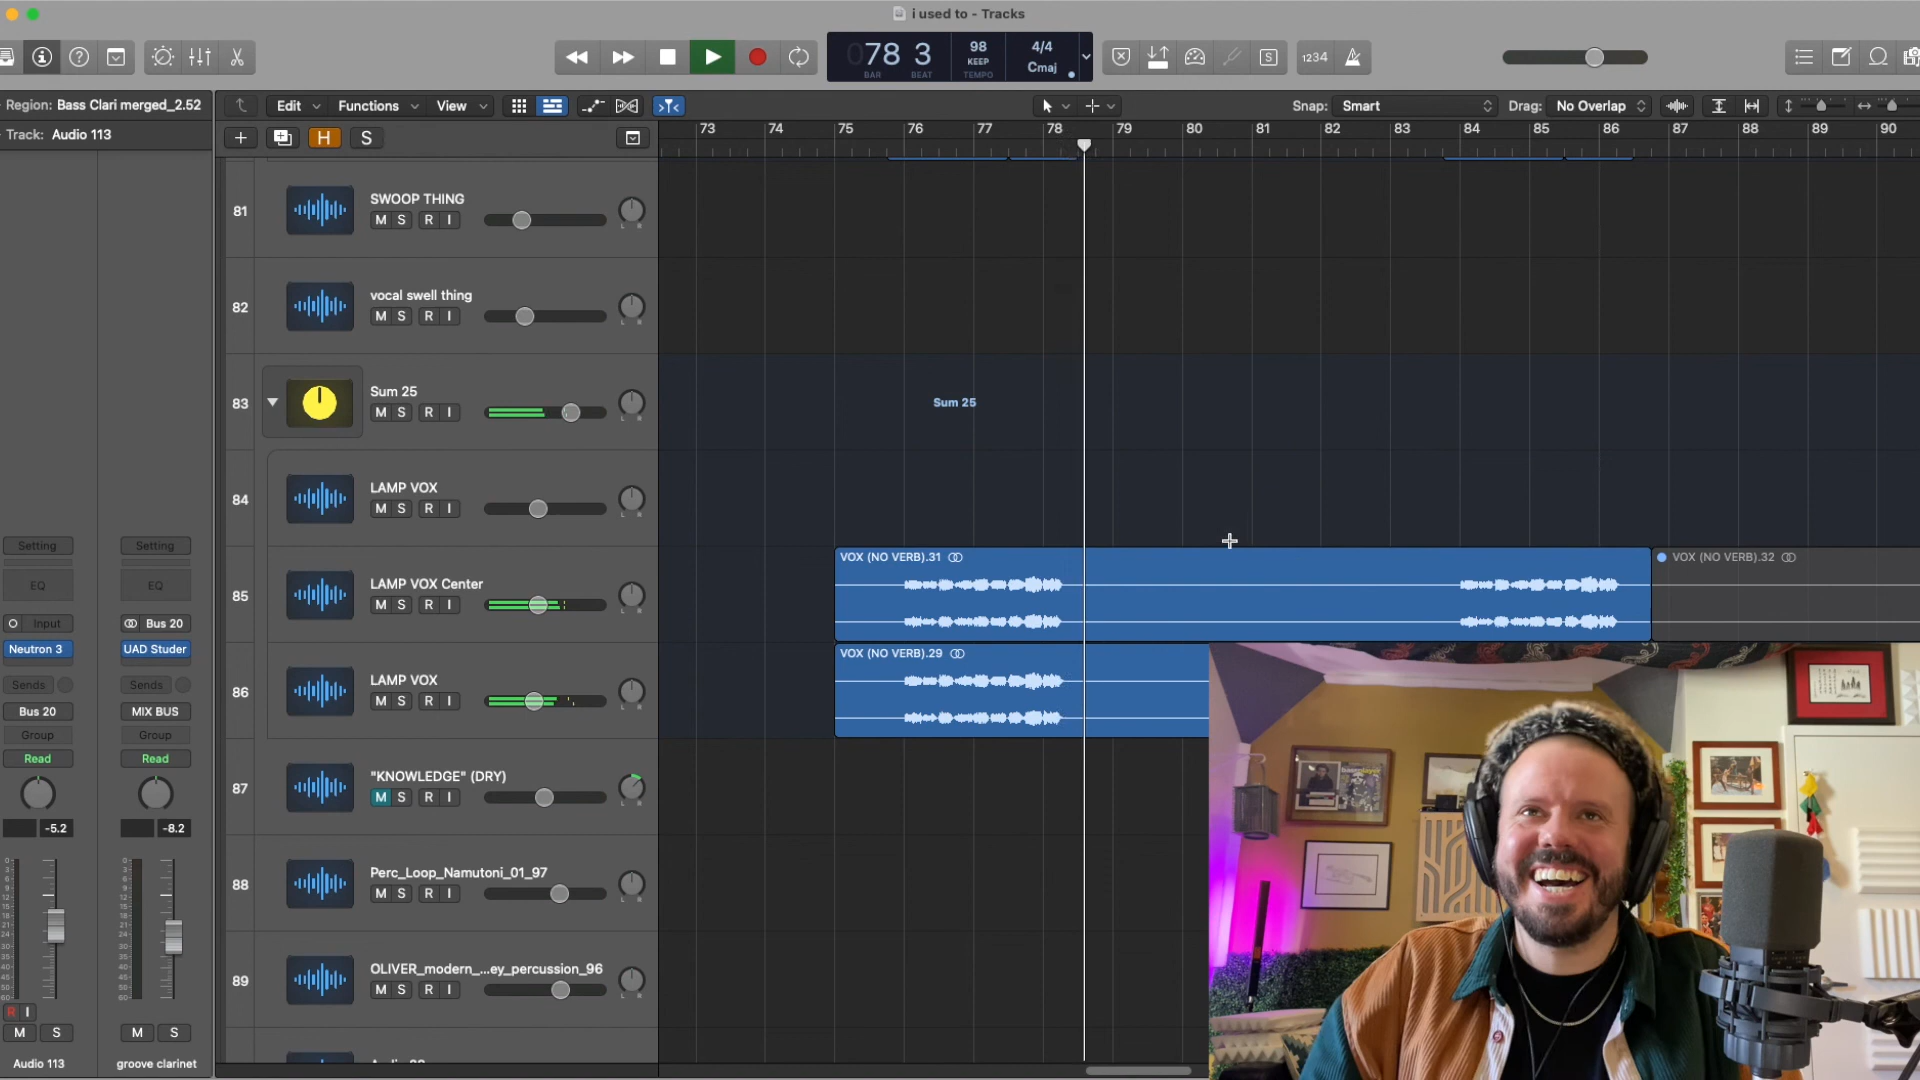 i used to - Tracks
78 3
BAR BEAT
98
KEEP
TEMPO
4/4
Cmaj
1234
Region: Bass Clari merged_2.52
Track: Audio 113
Edit Functions View
Snap: Smart
Drag: No Overlap
H S
73 74 75 76 77 78 79 80 81 82 83 84 85 86 87 88 89 90
81 SWOOP THING
M S R I
82 vocal swell thing
M S R I
83 Sum 25
M S R I
Sum 25
84 LAMP VOX
M S R I
85 LAMP VOX Center
M S R I
VOX (NO VERB).31
VOX (NO VERB).32
86 LAMP VOX
M S R I
VOX (NO VERB).29
87 "KNOWLEDGE" (DRY)
M S R I
88 Perc_Loop_Namutoni_01_97
M S R I
89 OLIVER_modern_...ey_percussion_96
M S R I
Setting Setting
EQ EQ
Input Bus 20
Neutron 3 UAD Studer
Sends Sends
Bus 20 MIX BUS
Group Group
Read Read
-5.2 -8.2
R I
M S M S
Audio 113 groove clarinet